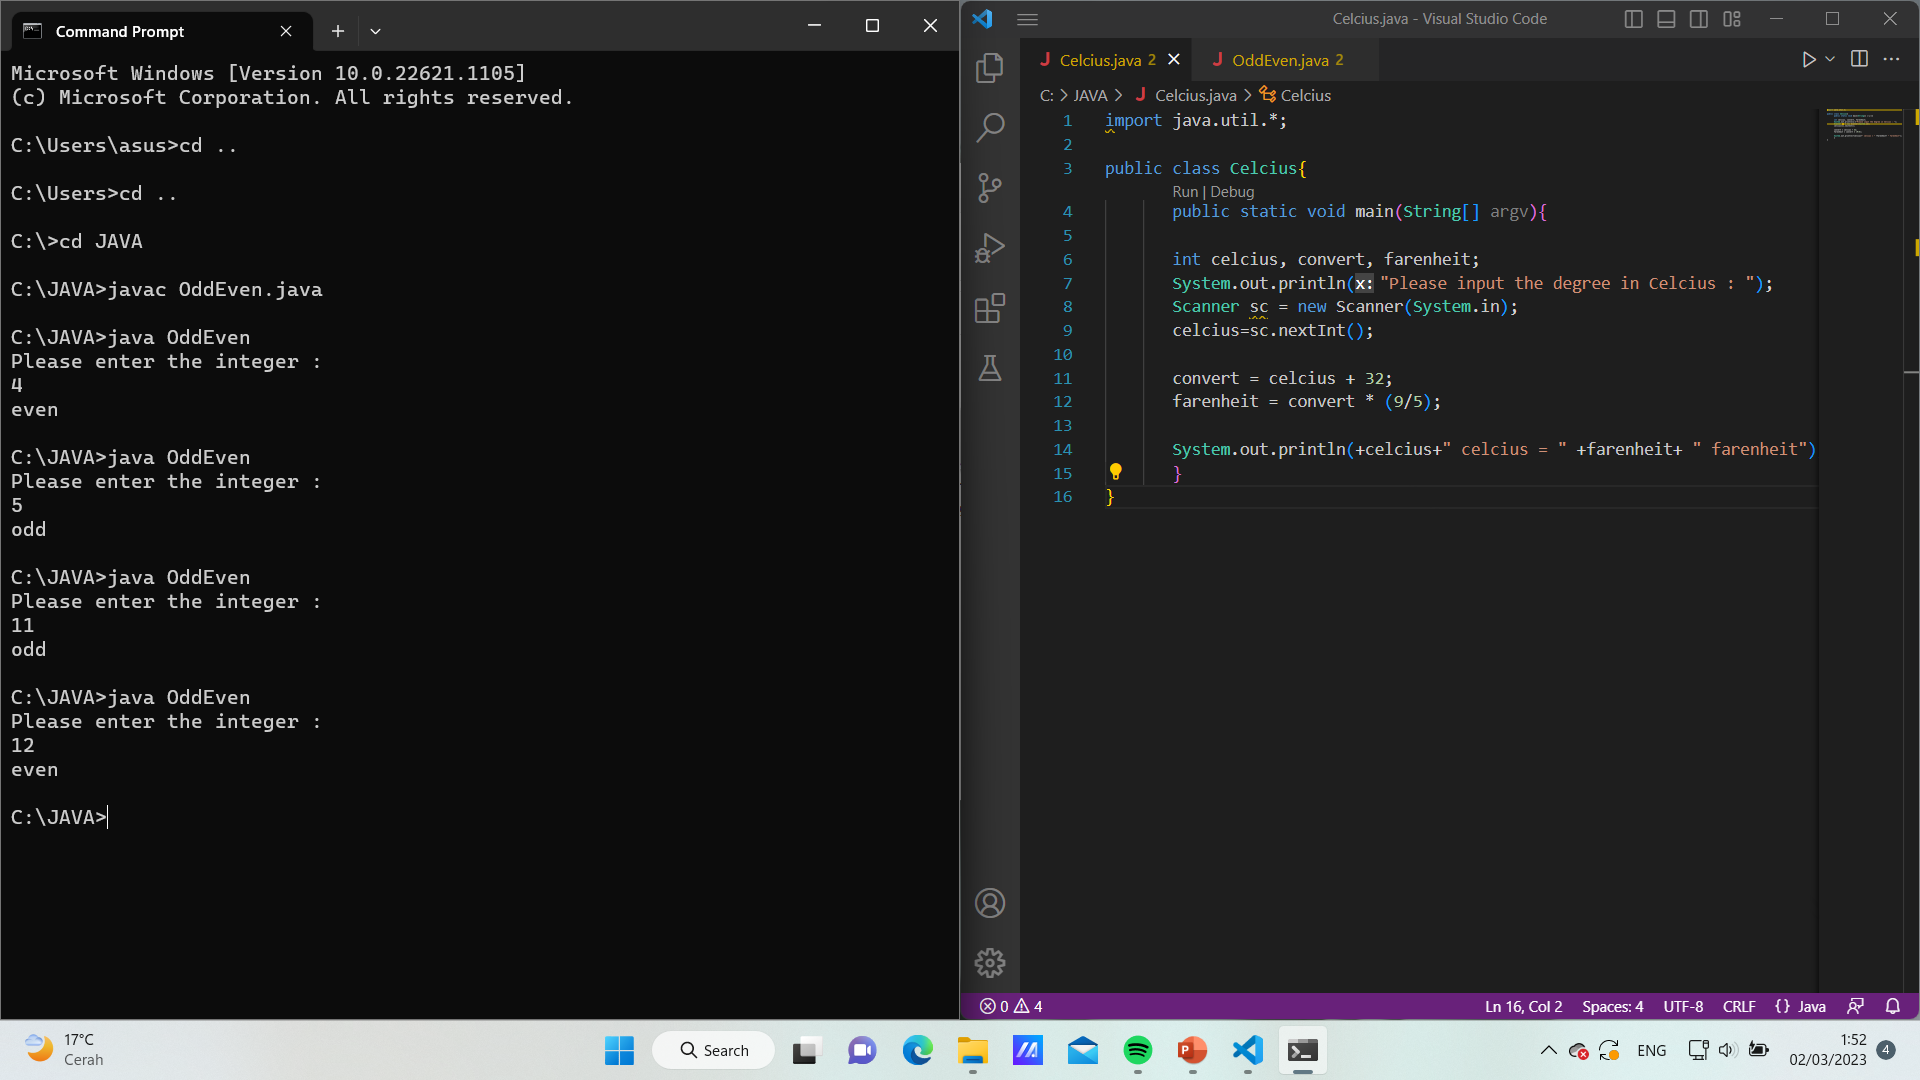 Command Prompt
Microsoft Windows [Version 10.0.22621.1105]
(c) Microsoft Corporation. All rights reserved.
C:\Users\asus>cd ..
C:\Users>cd ..
C:\>cd JAVA
C:\JAVA>javac OddEven.java
C:\JAVA>java OddEven
Please enter the integer :
4
even
C:\JAVA>java OddEven
Please enter the integer :
5
odd
C:\JAVA>java OddEven
Please enter the integer :
11
odd
C:\JAVA>java OddEven
Please enter the integer :
12
even
C:\JAVA>
Celcius.java - Visual Studio Code
Celcius.java 2
OddEven.java 2
C: > JAVA > Celcius.java > Celcius
1 import java.util.*;
2
3 public class Celcius{
Run | Debug
4 public static void main(String[] argv){
5
6 int celcius, convert, farenheit;
7 System.out.println(x: "Please input the degree in Celcius : ");
8 Scanner sc = new Scanner(System.in);
9 celcius=sc.nextInt();
10
11 convert = celcius + 32;
12 farenheit = convert * (9/5);
13
14 System.out.println(+celcius+" celcius = " +farenheit+ " farenheit")
15 }
16 }
0 4
Ln 16, Col 2 Spaces: 4 UTF-8 CRLF {} Java
17°C
Cerah
Search
ENG
1:52
02/03/2023
4